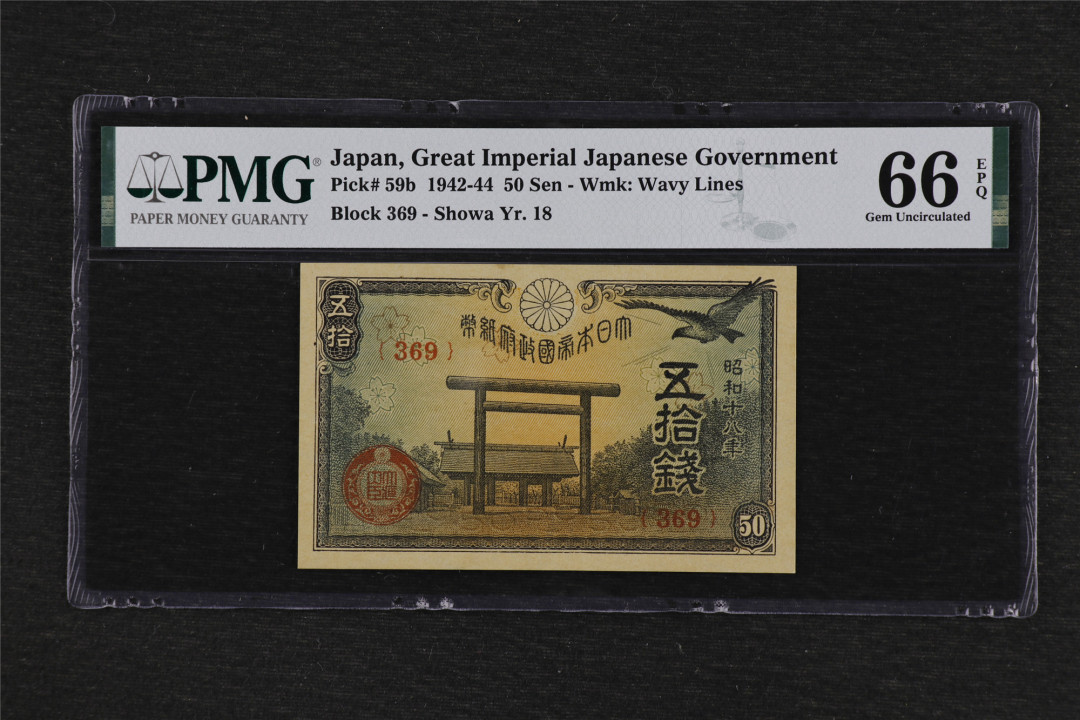 PMG®
PAPER MONEY GUARANTY
Japan, Great Imperial Japanese Government
Pick# 59b 1942-44 50 Sen - Wmk: Wavy Lines
Block 369 - Showa Yr. 18
66
EPQ
Gem Uncirculated
五拾
大日本帝國政府紙幣
{ 369 }
五拾錢
昭和十八年
{ 369 }
50